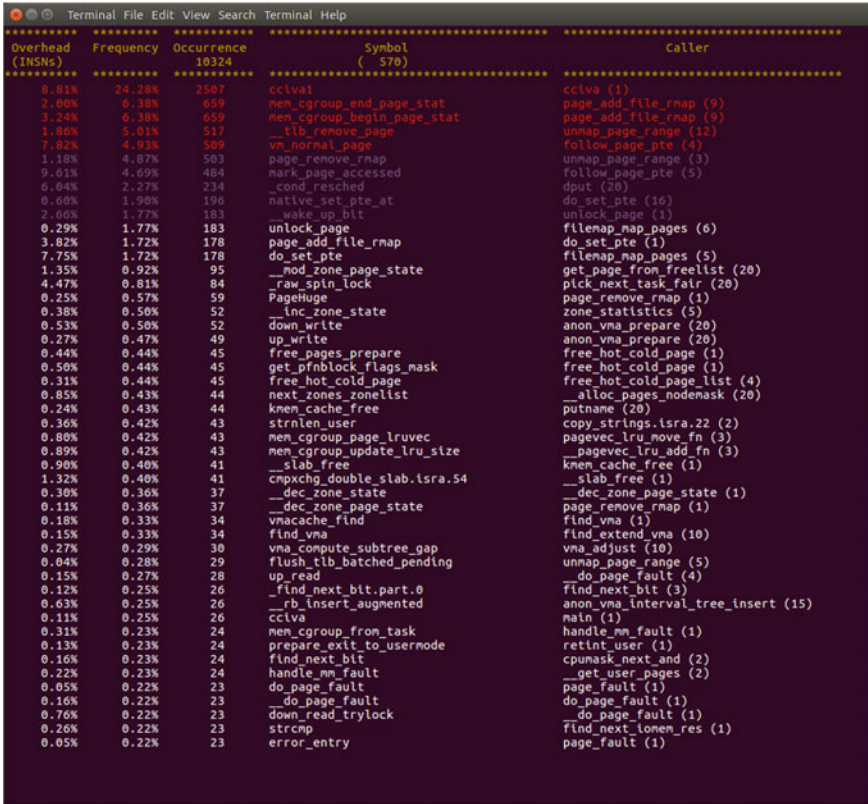 Terminal File Edit View Search Terminal Help
********** ********* *********** ************************************** **************************************
Overhead Frequency Occurrence Symbol Caller
(INSNs) 10324 ( 570)
********** ********* *********** ************************************** **************************************
8.81% 24.28% 2507 cciva1 cciva (1)
2.00% 6.38% 659 mem_cgroup_end_page_stat page_add_file_rmap (9)
3.24% 6.38% 659 mem_cgroup_begin_page_stat page_add_file_rmap (9)
1.86% 5.01% 517 __tlb_remove_page unmap_page_range (12)
7.82% 4.93% 509 vm_normal_page follow_page_pte (4)
1.18% 4.87% 503 page_remove_rmap unmap_page_range (3)
9.61% 4.69% 484 mark_page_accessed follow_page_pte (5)
6.04% 2.27% 234 _cond_resched dput (20)
0.60% 1.90% 196 native_set_pte_at do_set_pte (16)
2.66% 1.77% 183 __wake_up_bit unlock_page (1)
0.29% 1.77% 183 unlock_page filemap_map_pages (6)
3.82% 1.72% 178 page_add_file_rmap do_set_pte (1)
7.75% 1.72% 178 do_set_pte filemap_map_pages (5)
1.35% 0.92% 95 __mod_zone_page_state get_page_from_freelist (20)
4.47% 0.81% 84 _raw_spin_lock pick_next_task_fair (20)
0.25% 0.57% 59 PageHuge page_remove_rmap (1)
0.38% 0.50% 52 __inc_zone_state zone_statistics (5)
0.53% 0.50% 52 down_write anon_vma_prepare (20)
0.27% 0.47% 49 up_write anon_vma_prepare (20)
0.44% 0.44% 45 free_pages_prepare free_hot_cold_page (1)
0.50% 0.44% 45 get_pfnblock_flags_mask free_hot_cold_page (1)
0.31% 0.44% 45 free_hot_cold_page free_hot_cold_page_list (4)
0.85% 0.43% 44 next_zones_zonelist __alloc_pages_nodemask (20)
0.24% 0.43% 44 kmem_cache_free putname (20)
0.36% 0.42% 43 strnlen_user copy_strings.isra.22 (2)
0.80% 0.42% 43 mem_cgroup_page_lruvec pagevec_lru_move_fn (3)
0.89% 0.42% 43 mem_cgroup_update_lru_size __pagevec_lru_add_fn (3)
0.90% 0.40% 41 __slab_free kmem_cache_free (1)
1.32% 0.40% 41 cmpxchg_double_slab.isra.54 __slab_free (1)
0.30% 0.36% 37 __dec_zone_state __dec_zone_page_state (1)
0.11% 0.36% 37 __dec_zone_page_state page_remove_rmap (1)
0.18% 0.33% 34 vmacache_find find_vma (1)
0.15% 0.33% 34 find_vma find_extend_vma (10)
0.27% 0.29% 30 vma_compute_subtree_gap vma_adjust (10)
0.04% 0.28% 29 flush_tlb_batched_pending unmap_page_range (5)
0.15% 0.27% 28 up_read __do_page_fault (4)
0.12% 0.25% 26 _find_next_bit.part.0 find_next_bit (3)
0.63% 0.25% 26 __rb_insert_augmented anon_vma_interval_tree_insert (15)
0.11% 0.25% 26 cciva main (1)
0.31% 0.23% 24 mem_cgroup_from_task handle_mm_fault (1)
0.13% 0.23% 24 prepare_exit_to_usermode retint_user (1)
0.16% 0.23% 24 find_next_bit cpumask_next_and (2)
0.22% 0.23% 24 handle_mm_fault __get_user_pages (2)
0.05% 0.22% 23 do_page_fault page_fault (1)
0.16% 0.22% 23 __do_page_fault do_page_fault (1)
0.76% 0.22% 23 down_read_trylock __do_page_fault (1)
0.26% 0.22% 23 strcmp find_next_iomem_res (1)
0.05% 0.22% 23 error_entry page_fault (1)